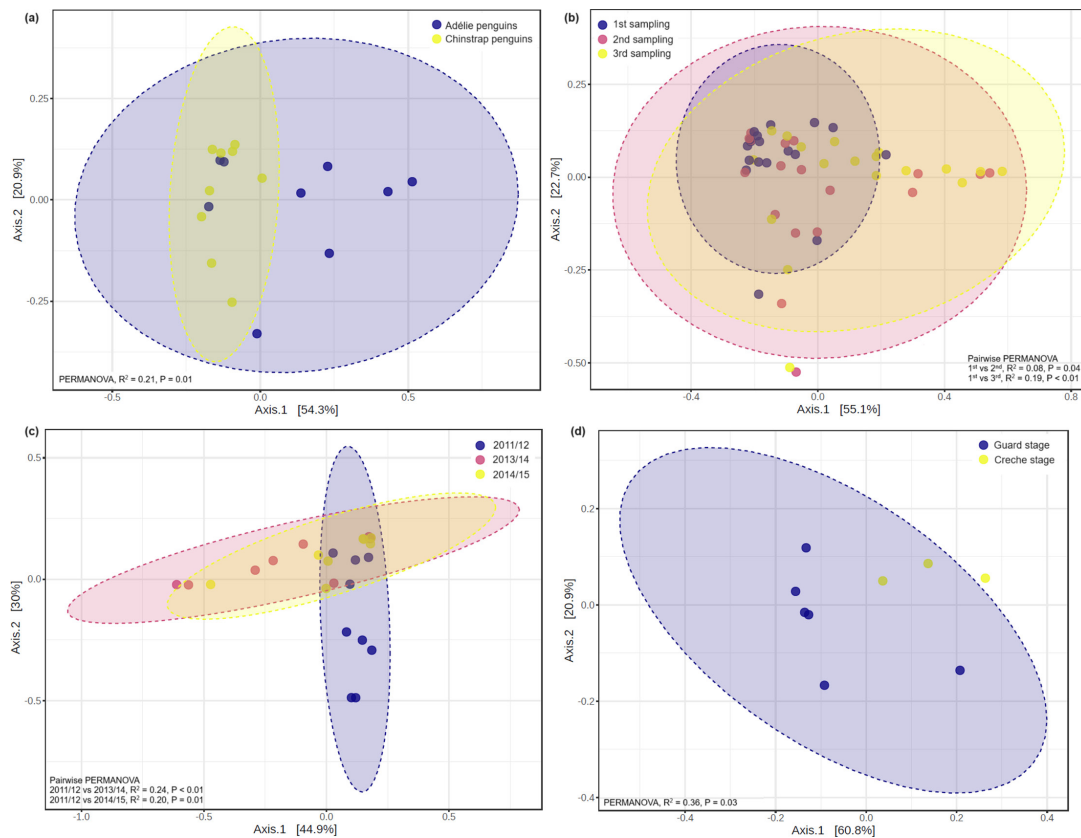 (a)
Adélie penguins
Chinstrap penguins
0.25
0.00
-0.25
Axis.2 [20.9%]
PERMANOVA, R² = 0.21, P = 0.01
-0.5
0.0
0.5
Axis.1 [54.3%]
(b)
1st sampling
2nd sampling
3rd sampling
0.25
0.00
-0.25
-0.50
Axis.2 [22.7%]
Pairwise PERMANOVA
1st vs 2nd, R² = 0.08, P = 0.04
1st vs 3rd, R² = 0.19, P < 0.01
-0.4
0.0
0.4
0.8
Axis.1 [55.1%]
(c)
2011/12
2013/14
2014/15
0.5
0.0
-0.5
Axis.2 [30%]
Pairwise PERMANOVA
2011/12 vs 2013/14, R² = 0.24, P < 0.01
2011/12 vs 2014/15, R² = 0.20, P = 0.01
-1.0
-0.5
0.0
0.5
Axis.1 [44.9%]
(d)
Guard stage
Creche stage
0.2
0.0
-0.2
-0.4
Axis.2 [20.9%]
PERMANOVA, R² = 0.36, P = 0.03
-0.4
-0.2
0.0
0.2
0.4
Axis.1 [60.8%]